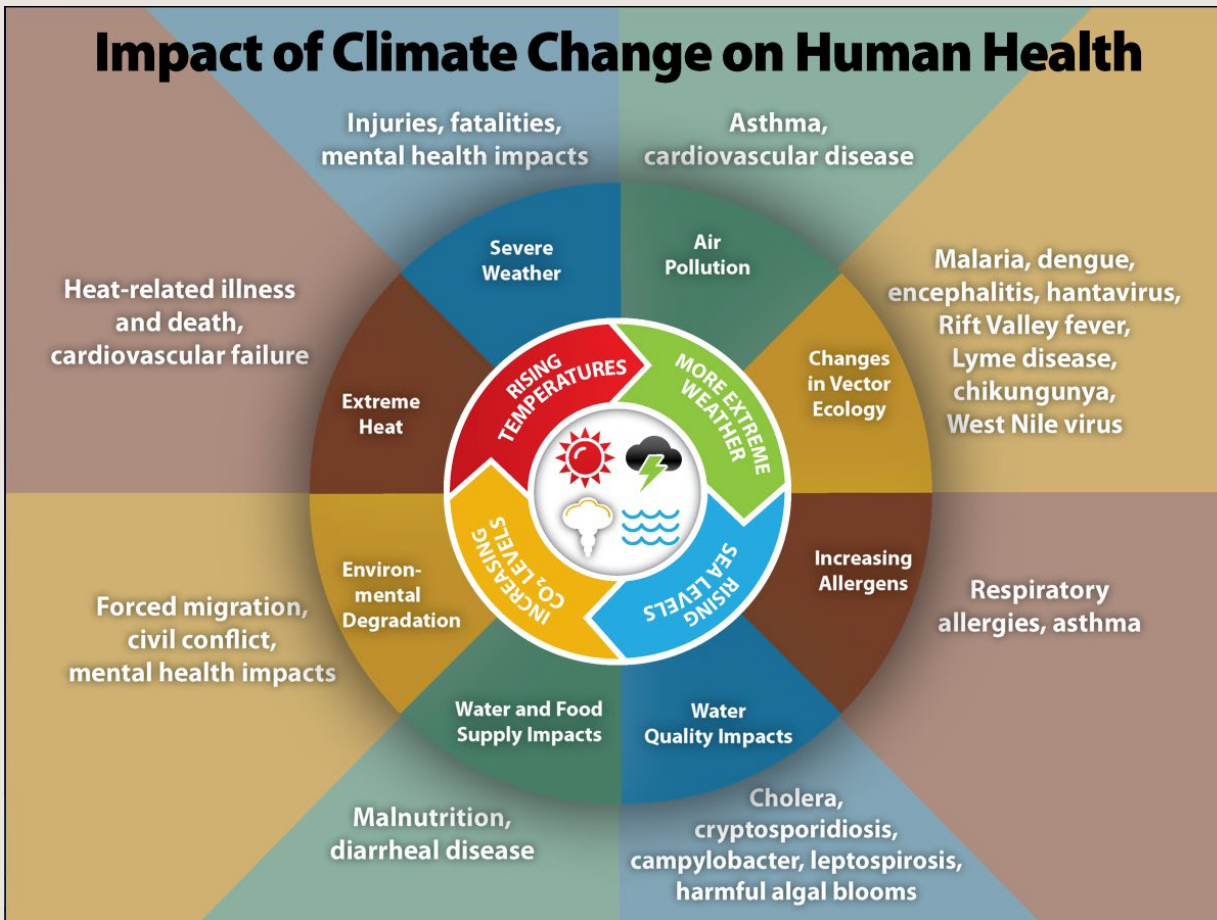 Impact of Climate Change on Human Health
Injuries, fatalities,
mental health impacts
Asthma,
cardiovascular disease
Severe
Weather
Air
Pollution
Heat-related illness
and death,
cardiovascular failure
Malaria, dengue,
encephalitis, hantavirus,
Rift Valley fever,
Lyme disease,
chikungunya,
West Nile virus
Extreme
Heat
Changes
in Vector
Ecology
RISING
TEMPERATURES
MORE EXTREME
WEATHER
RISING
SEA LEVELS
INCREASING
CO₂ LEVELS
Environ-
mental
Degradation
Increasing
Allergens
Forced migration,
civil conflict,
mental health impacts
Respiratory
allergies, asthma
Water and Food
Supply Impacts
Water
Quality Impacts
Malnutrition,
diarrheal disease
Cholera,
cryptosporidiosis,
campylobacter, leptospirosis,
harmful algal blooms